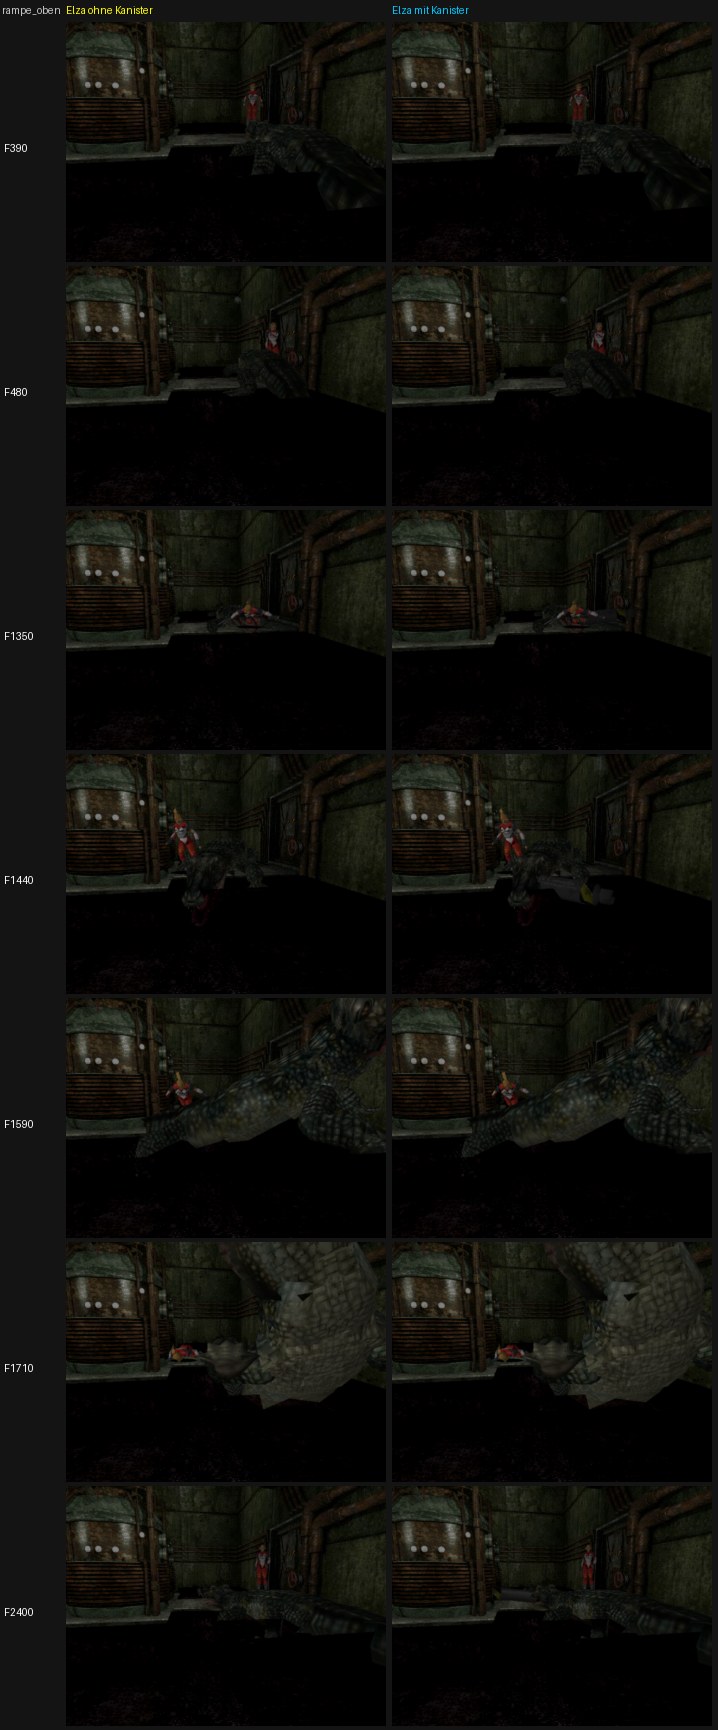 rampe_oben Elza ohne Kanister Elza mit Kanister
F390
F480
F1350
F1440
F1590
F1710
F2400